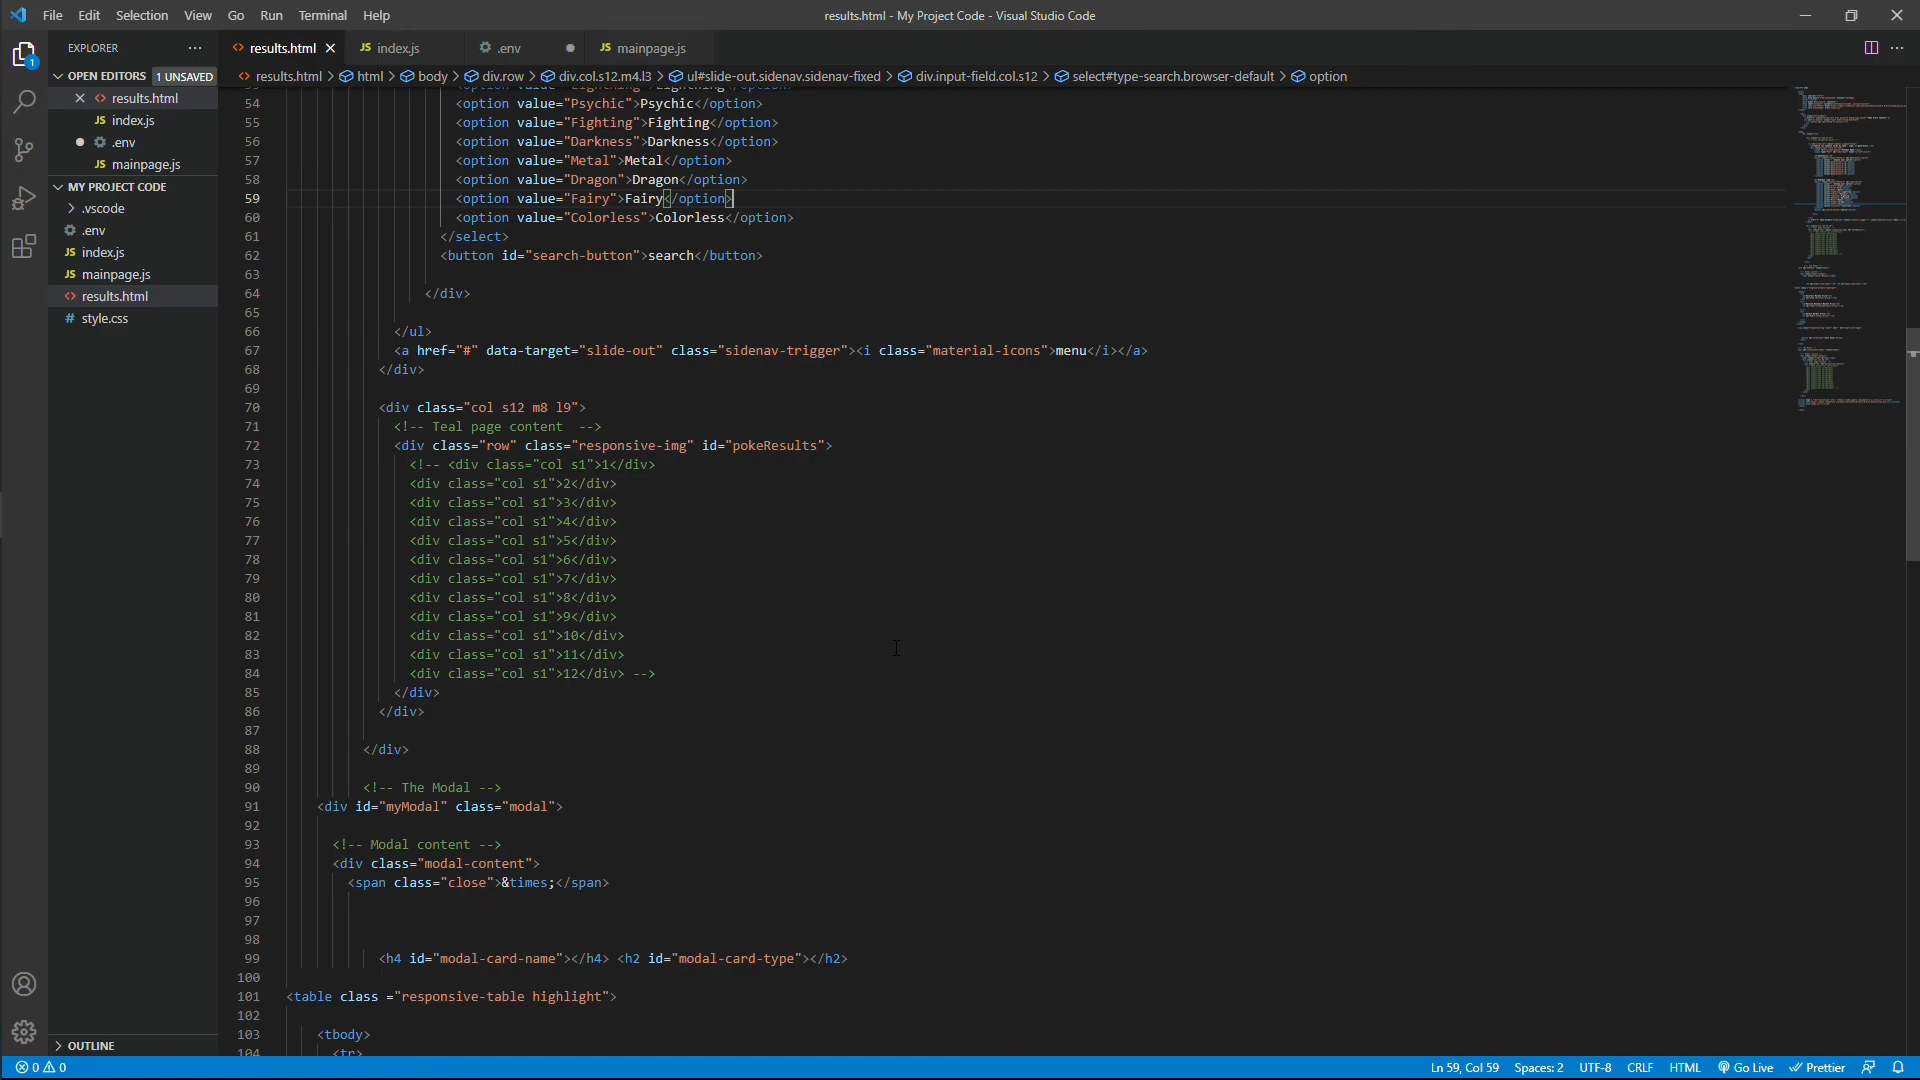 File Edit Selection View Go Run Terminal Help
results.html - My Project Code - Visual Studio Code
EXPLORER
OPEN EDITORS 1 UNSAVED
results.html
JS index.js
.env
JS mainpage.js
MY PROJECT CODE
.vscode
.env
JS index.js
JS mainpage.js
results.html
# style.css
OUTLINE
1
results.html
JS index.js
.env
JS mainpage.js
results.html > html > body > div.row > div.col.s12.m4.l3 > ul#slide-out.sidenav.sidenav-fixed > div.input-field.col.s12 > select#type-search.browser-default > option
54 <option value="Psychic">Psychic</option>
55 <option value="Fighting">Fighting</option>
56 <option value="Darkness">Darkness</option>
57 <option value="Metal">Metal</option>
58 <option value="Dragon">Dragon</option>
59 <option value="Fairy">Fairy</option>
60 <option value="Colorless">Colorless</option>
61 </select>
62 <button id="search-button">search</button>
63
64 </div>
65
66 </ul>
67 <a href="#" data-target="slide-out" class="sidenav-trigger"><i class="material-icons">menu</i></a>
68 </div>
69
70 <div class="col s12 m8 l9">
71 <!-- Teal page content  -->
72 <div class="row" class="responsive-img" id="pokeResults">
73 <!-- <div class="col s1">1</div>
74 <div class="col s1">2</div>
75 <div class="col s1">3</div>
76 <div class="col s1">4</div>
77 <div class="col s1">5</div>
78 <div class="col s1">6</div>
79 <div class="col s1">7</div>
80 <div class="col s1">8</div>
81 <div class="col s1">9</div>
82 <div class="col s1">10</div>
83 <div class="col s1">11</div>
84 <div class="col s1">12</div> -->
85 </div>
86 </div>
87
88 </div>
89
90 <!-- The Modal -->
91 <div id="myModal" class="modal">
92
93 <!-- Modal content -->
94 <div class="modal-content">
95 <span class="close">&times;</span>
96
97
98
99 <h4 id="modal-card-name"></h4> <h2 id="modal-card-type"></h2>
100
101 <table class ="responsive-table highlight">
102
103 <tbody>
104 <tr>
0 0
Ln 59, Col 59 Spaces: 2 UTF-8 CRLF HTML Go Live Prettier